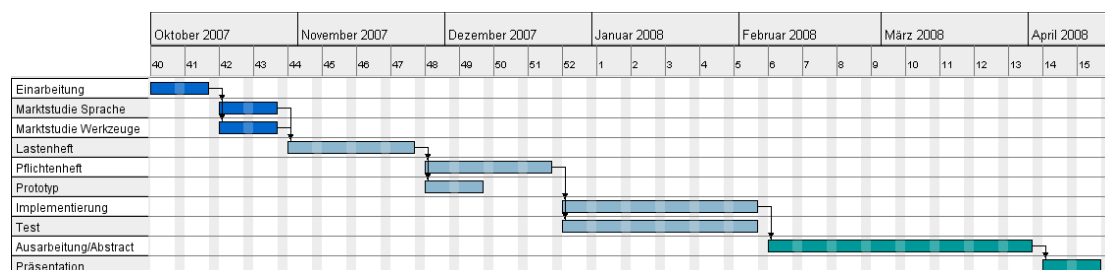 Oktober 2007 November 2007 Dezember 2007 Januar 2008 Februar 2008 März 2008 April 2008
40 41 42 43 44 45 46 47 48 49 50 51 52 1 2 3 4 5 6 7 8 9 10 11 12 13 14 15
Einarbeitung
Marktstudie Sprache
Marktstudie Werkzeuge
Lastenheft
Pflichtenheft
Prototyp
Implementierung
Test
Ausarbeitung/Abstract
Präsentation